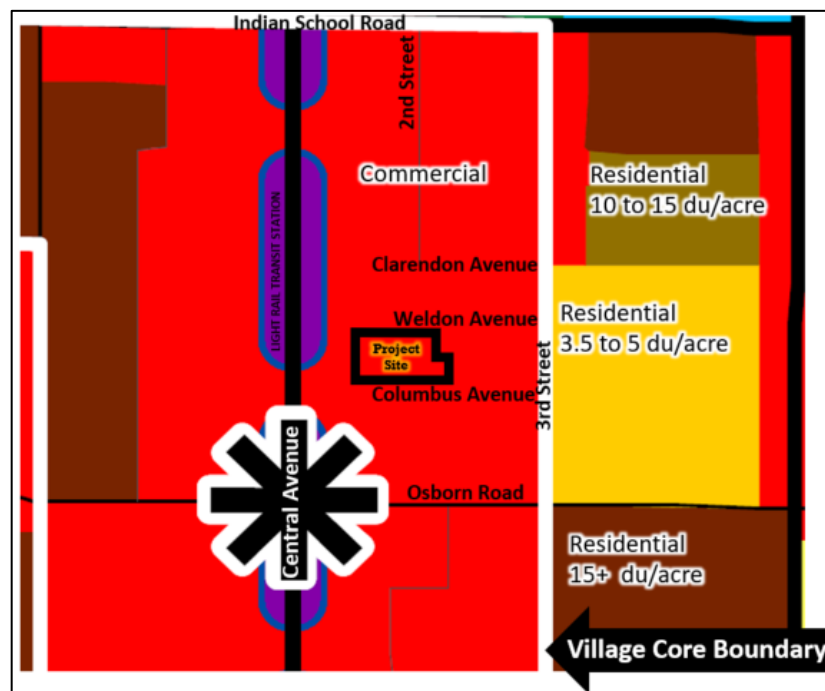 Indian School Road
2nd Street
Commercial
Residential
10 to 15 du/acre
LIGHT RAIL TRANSIT STATION
Clarendon Avenue
Weldon Avenue
Residential
3.5 to 5 du/acre
Project
Site
3rd Street
Columbus Avenue
Central Avenue
Osborn Road
Residential
15+ du/acre
Village Core Boundary